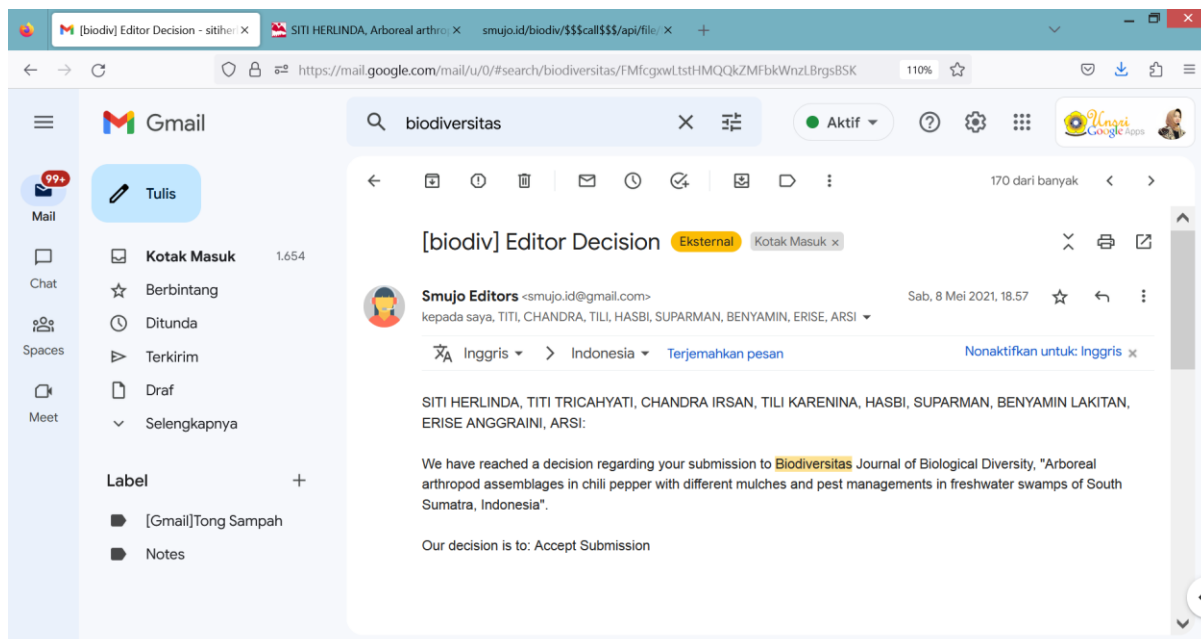 [biodiv] Editor Decision - sitiherl
SITI HERLINDA, Arboreal arthrop
smujo.id/biodiv/$$$call$$$/api/file/
https://mail.google.com/mail/u/0/#search/biodiversitas/FMfcgxwLtstHMQQkZMFbkWnzLBrgsBSK
110%
Gmail
biodiversitas
Aktif
Unsri
Google Apps
99+
Mail
Chat
Spaces
Meet
Tulis
Kotak Masuk 1.654
Berbintang
Ditunda
Terkirim
Draf
Selengkapnya
Label
[Gmail]Tong Sampah
Notes
170 dari banyak
[biodiv] Editor Decision Eksternal Kotak Masuk ×
Smujo Editors <smujo.id@gmail.com> Sab, 8 Mei 2021, 18.57
kepada saya, TITI, CHANDRA, TILI, HASBI, SUPARMAN, BENYAMIN, ERISE, ARSI
Inggris > Indonesia Terjemahkan pesan Nonaktifkan untuk: Inggris ×
SITI HERLINDA, TITI TRICAHYATI, CHANDRA IRSAN, TILI KARENINA, HASBI, SUPARMAN, BENYAMIN LAKITAN,
ERISE ANGGRAINI, ARSI:
We have reached a decision regarding your submission to Biodiversitas Journal of Biological Diversity, "Arboreal
arthropod assemblages in chili pepper with different mulches and pest managements in freshwater swamps of South
Sumatra, Indonesia".
Our decision is to: Accept Submission